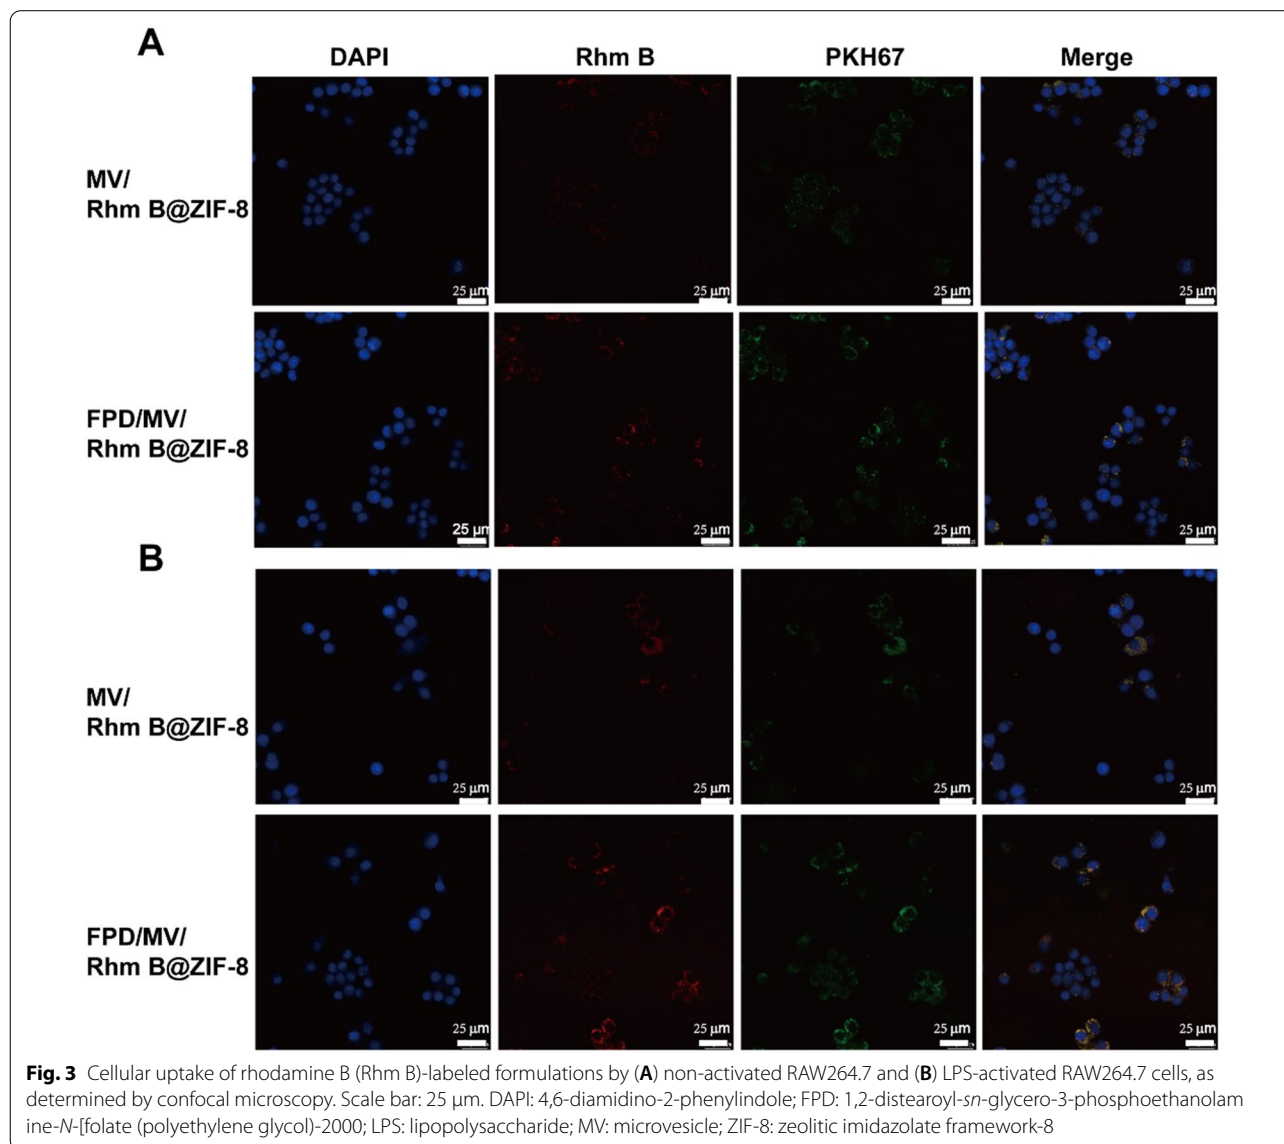 A
DAPI Rhm B PKH67 Merge
MV/
Rhm B@ZIF-8
25 µm 25 µm 25 µm 25 µm
FPD/MV/
Rhm B@ZIF-8
25 µm 25 µm 25 µm 25 µm
B
MV/
Rhm B@ZIF-8
25 µm 25 µm 25 µm 25 µm
FPD/MV/
Rhm B@ZIF-8
25 µm 25 µm 25 µm 25 µm
Fig. 3 Cellular uptake of rhodamine B (Rhm B)-labeled formulations by (A) non-activated RAW264.7 and (B) LPS-activated RAW264.7 cells, as
determined by confocal microscopy. Scale bar: 25 µm. DAPI: 4,6-diamidino-2-phenylindole; FPD: 1,2-distearoyl-sn-glycero-3-phosphoethanolam
ine-N-[folate (polyethylene glycol)-2000; LPS: lipopolysaccharide; MV: microvesicle; ZIF-8: zeolitic imidazolate framework-8